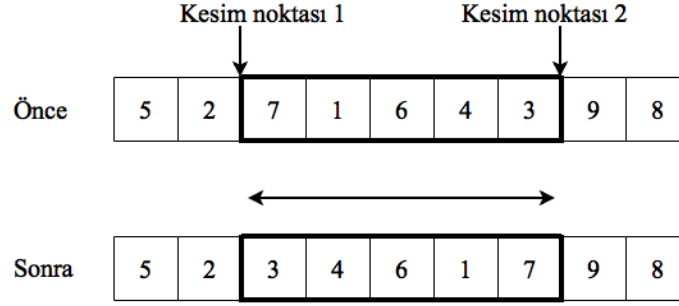 Kesim noktası 1 Kesim noktası 2
Önce 5 2 7 1 6 4 3 9 8
Sonra 5 2 3 4 6 1 7 9 8